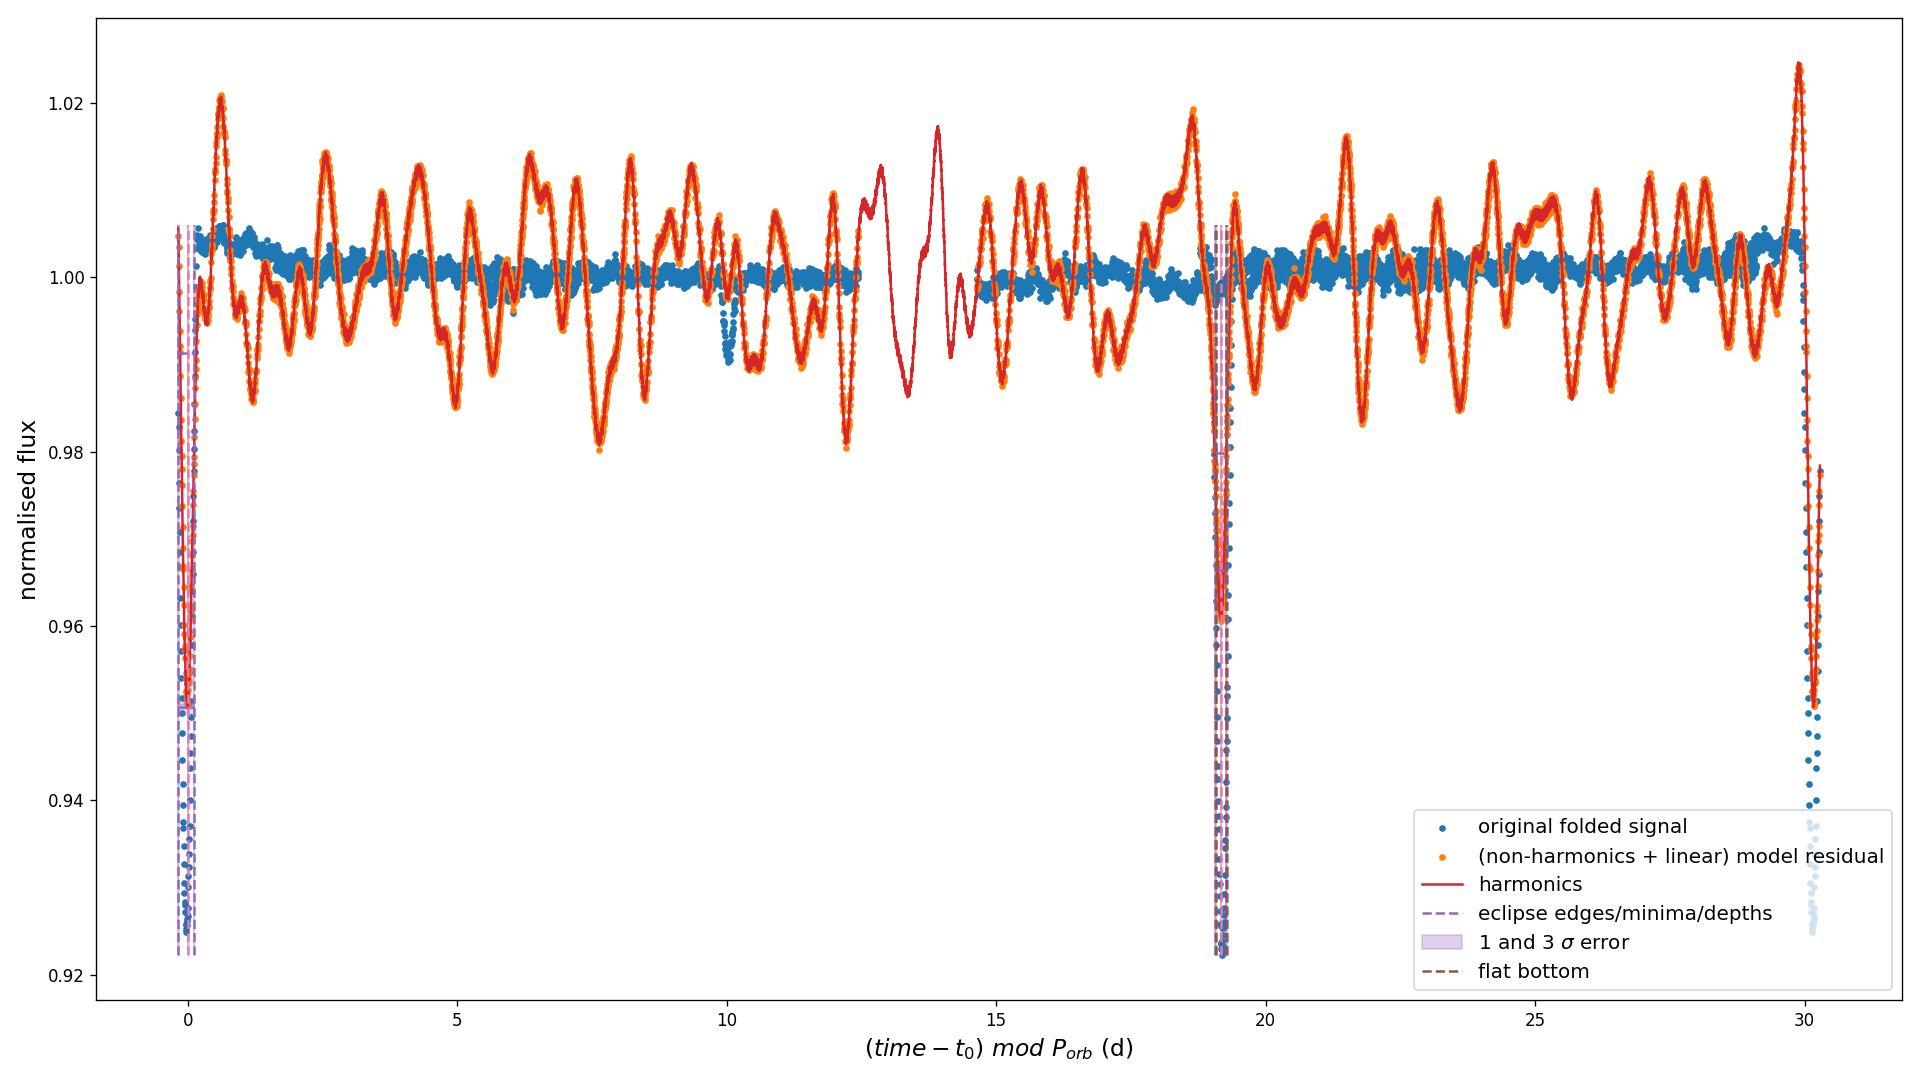 1.02
1.00
0.98
0.96
0.94
0.92
normalised flux
0 5 10 15 20 25 30
(time − t₀) mod P_orb (d)
original folded signal
(non-harmonics + linear) model residual
harmonics
eclipse edges/minima/depths
1 and 3 σ error
flat bottom